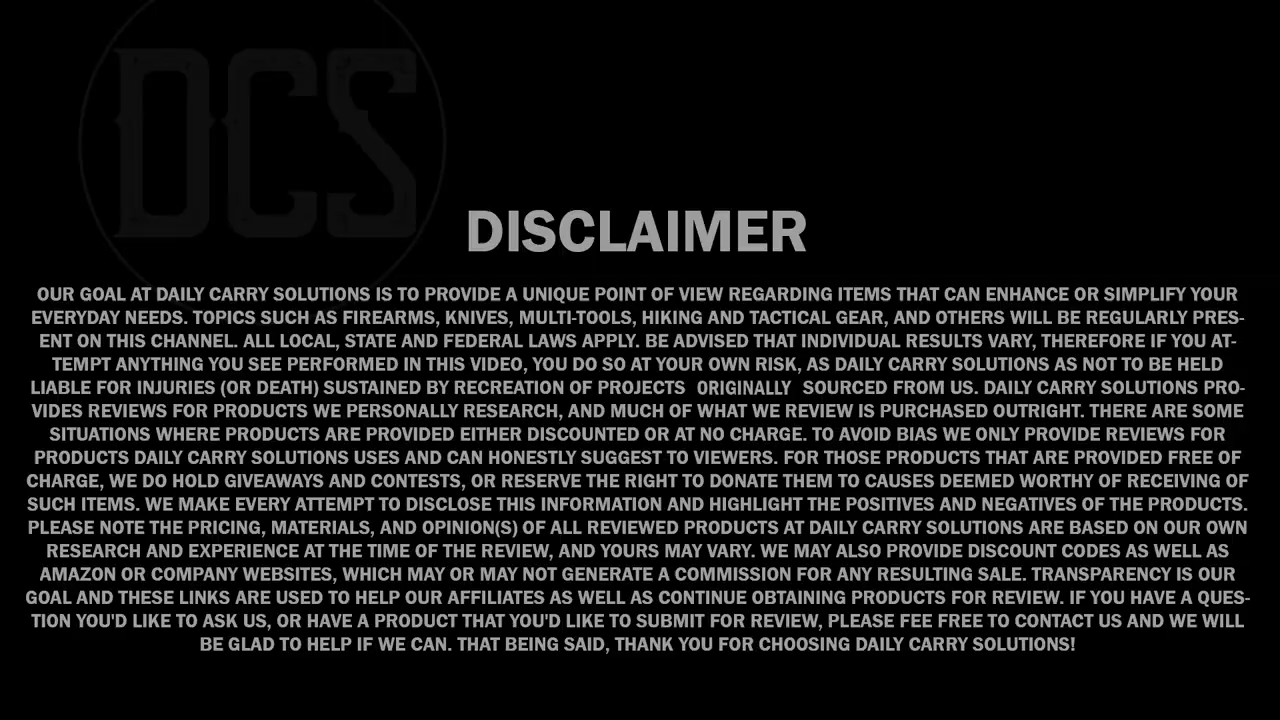 DCS
DISCLAIMER
OUR GOAL AT DAILY CARRY SOLUTIONS IS TO PROVIDE A UNIQUE POINT OF VIEW REGARDING ITEMS THAT CAN ENHANCE OR SIMPLIFY YOUR
EVERYDAY NEEDS. TOPICS SUCH AS FIREARMS, KNIVES, MULTI-TOOLS, HIKING AND TACTICAL GEAR, AND OTHERS WILL BE REGULARLY PRES-
ENT ON THIS CHANNEL. ALL LOCAL, STATE AND FEDERAL LAWS APPLY. BE ADVISED THAT INDIVIDUAL RESULTS VARY, THEREFORE IF YOU AT-
TEMPT ANYTHING YOU SEE PERFORMED IN THIS VIDEO, YOU DO SO AT YOUR OWN RISK, AS DAILY CARRY SOLUTIONS AS NOT TO BE HELD
LIABLE FOR INJURIES (OR DEATH) SUSTAINED BY RECREATION OF PROJECTS ORIGINALLY SOURCED FROM US. DAILY CARRY SOLUTIONS PRO-
VIDES REVIEWS FOR PRODUCTS WE PERSONALLY RESEARCH, AND MUCH OF WHAT WE REVIEW IS PURCHASED OUTRIGHT. THERE ARE SOME
SITUATIONS WHERE PRODUCTS ARE PROVIDED EITHER DISCOUNTED OR AT NO CHARGE. TO AVOID BIAS WE ONLY PROVIDE REVIEWS FOR
PRODUCTS DAILY CARRY SOLUTIONS USES AND CAN HONESTLY SUGGEST TO VIEWERS. FOR THOSE PRODUCTS THAT ARE PROVIDED FREE OF
CHARGE, WE DO HOLD GIVEAWAYS AND CONTESTS, OR RESERVE THE RIGHT TO DONATE THEM TO CAUSES DEEMED WORTHY OF RECEIVING OF
SUCH ITEMS. WE MAKE EVERY ATTEMPT TO DISCLOSE THIS INFORMATION AND HIGHLIGHT THE POSITIVES AND NEGATIVES OF THE PRODUCTS.
PLEASE NOTE THE PRICING, MATERIALS, AND OPINION(S) OF ALL REVIEWED PRODUCTS AT DAILY CARRY SOLUTIONS ARE BASED ON OUR OWN
RESEARCH AND EXPERIENCE AT THE TIME OF THE REVIEW, AND YOURS MAY VARY. WE MAY ALSO PROVIDE DISCOUNT CODES AS WELL AS
AMAZON OR COMPANY WEBSITES, WHICH MAY OR MAY NOT GENERATE A COMMISSION FOR ANY RESULTING SALE. TRANSPARENCY IS OUR
GOAL AND THESE LINKS ARE USED TO HELP OUR AFFILIATES AS WELL AS CONTINUE OBTAINING PRODUCTS FOR REVIEW. IF YOU HAVE A QUES-
TION YOU'D LIKE TO ASK US, OR HAVE A PRODUCT THAT YOU'D LIKE TO SUBMIT FOR REVIEW, PLEASE FEE FREE TO CONTACT US AND WE WILL
BE GLAD TO HELP IF WE CAN. THAT BEING SAID, THANK YOU FOR CHOOSING DAILY CARRY SOLUTIONS!